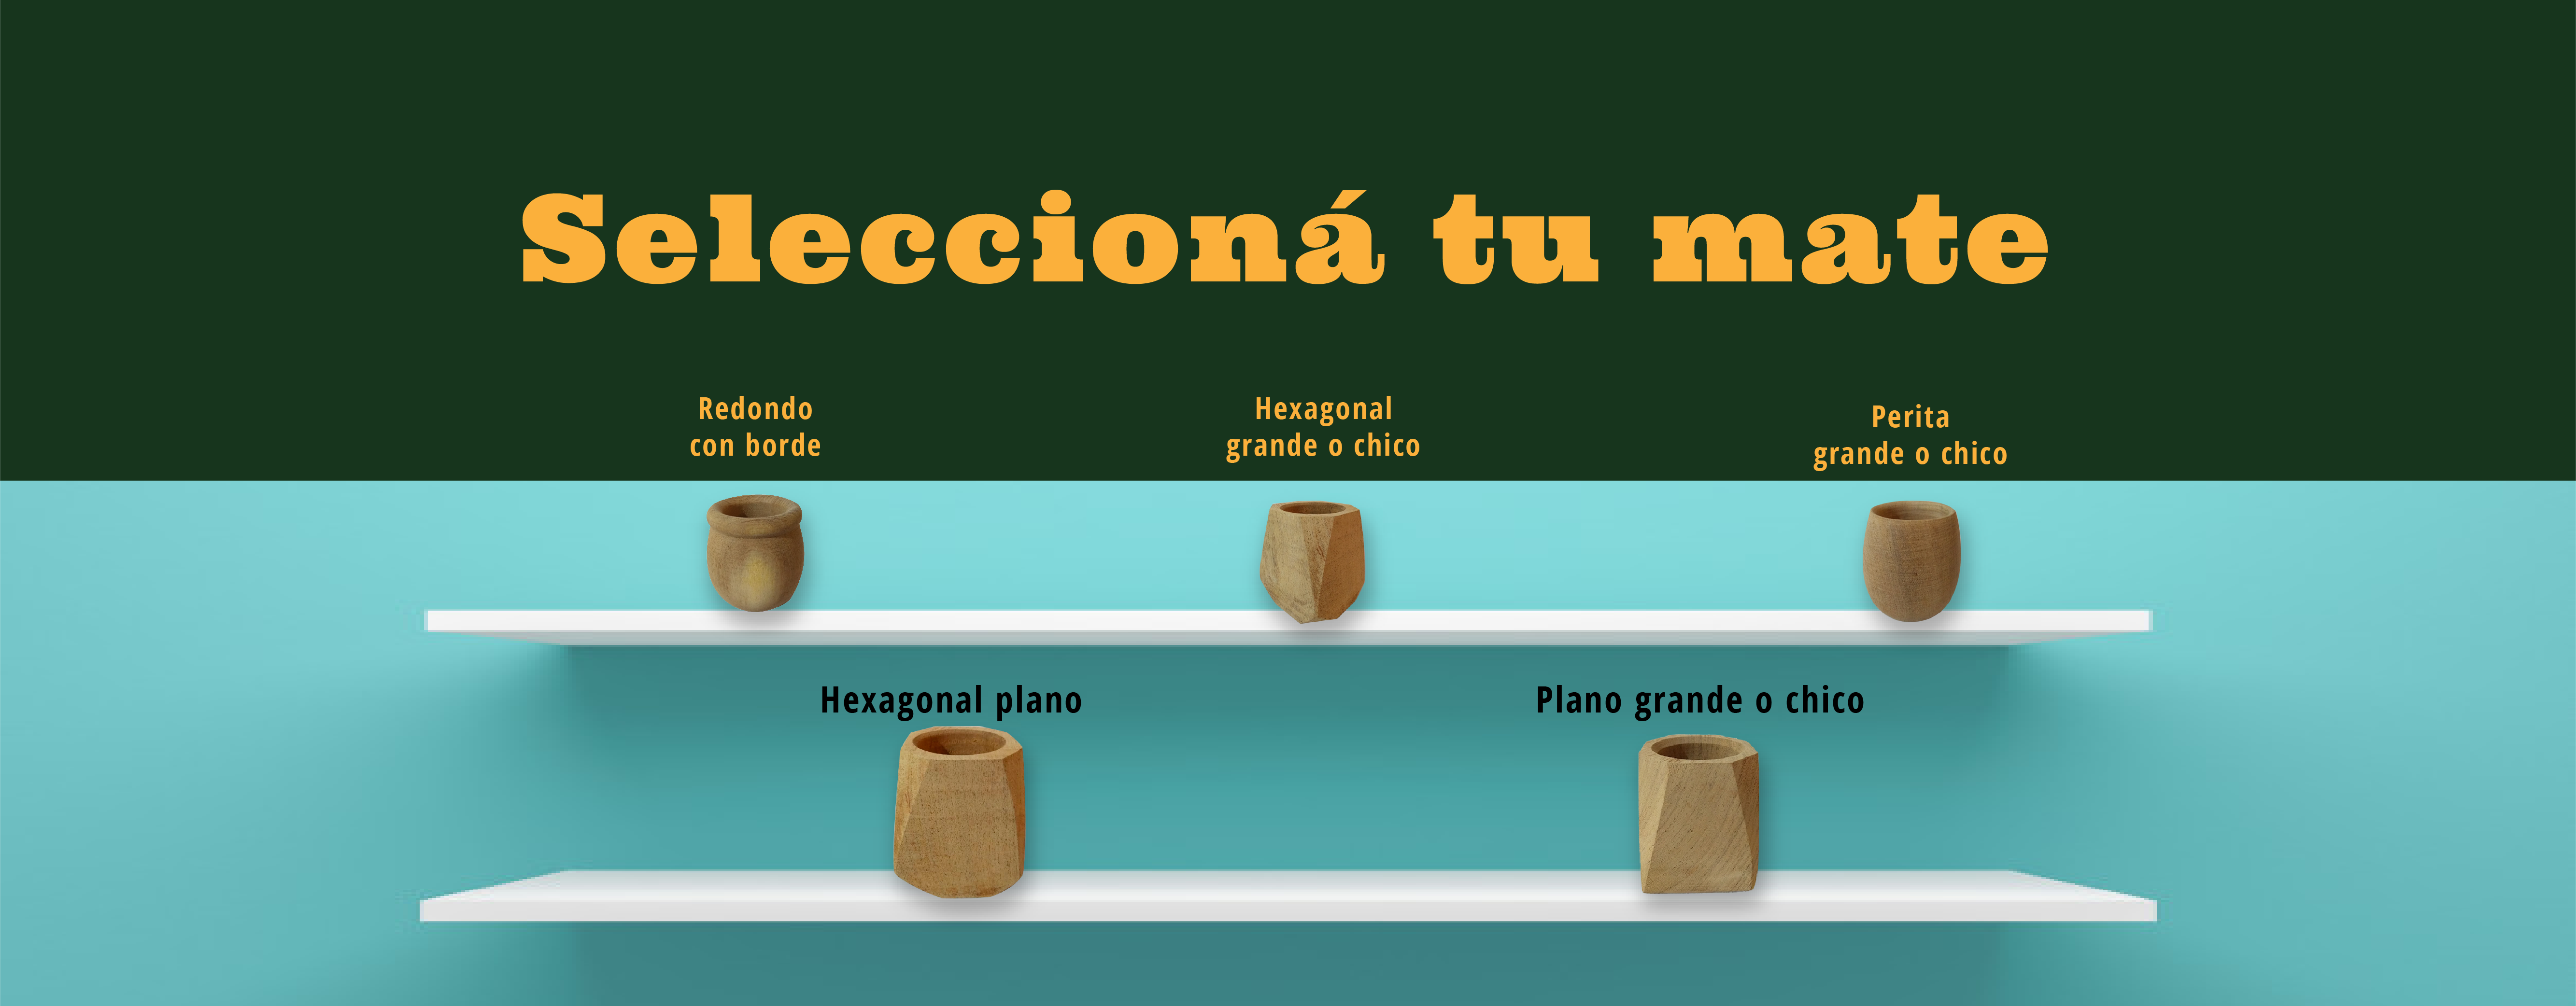 Seleccioná tu mate
Redondo
con borde
Hexagonal
grande o chico
Perita
grande o chico
Hexagonal plano
Plano grande o chico